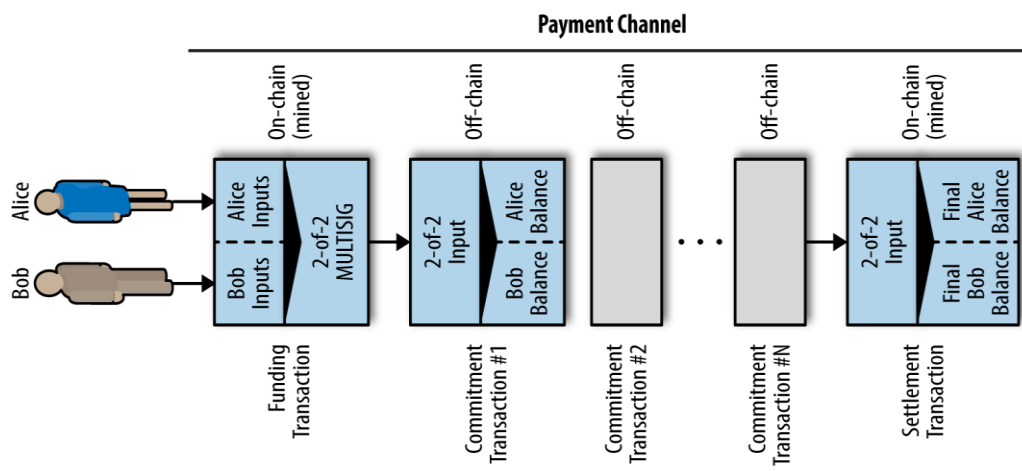 Payment Channel
On-chain
(mined)
Off-chain
Off-chain
Off-chain
On-chain
(mined)
Alice
Bob
Alice
Inputs
Bob
Inputs
2-of-2
MULTISIG
2-of-2
Input
Alice
Balance
Bob
Balance
• • •
2-of-2
Input
Final
Alice
Balance
Final
Bob
Balance
Funding
Transaction
Commitment
Transaction #1
Commitment
Transaction #2
Commitment
Transaction #N
Settlement
Transaction